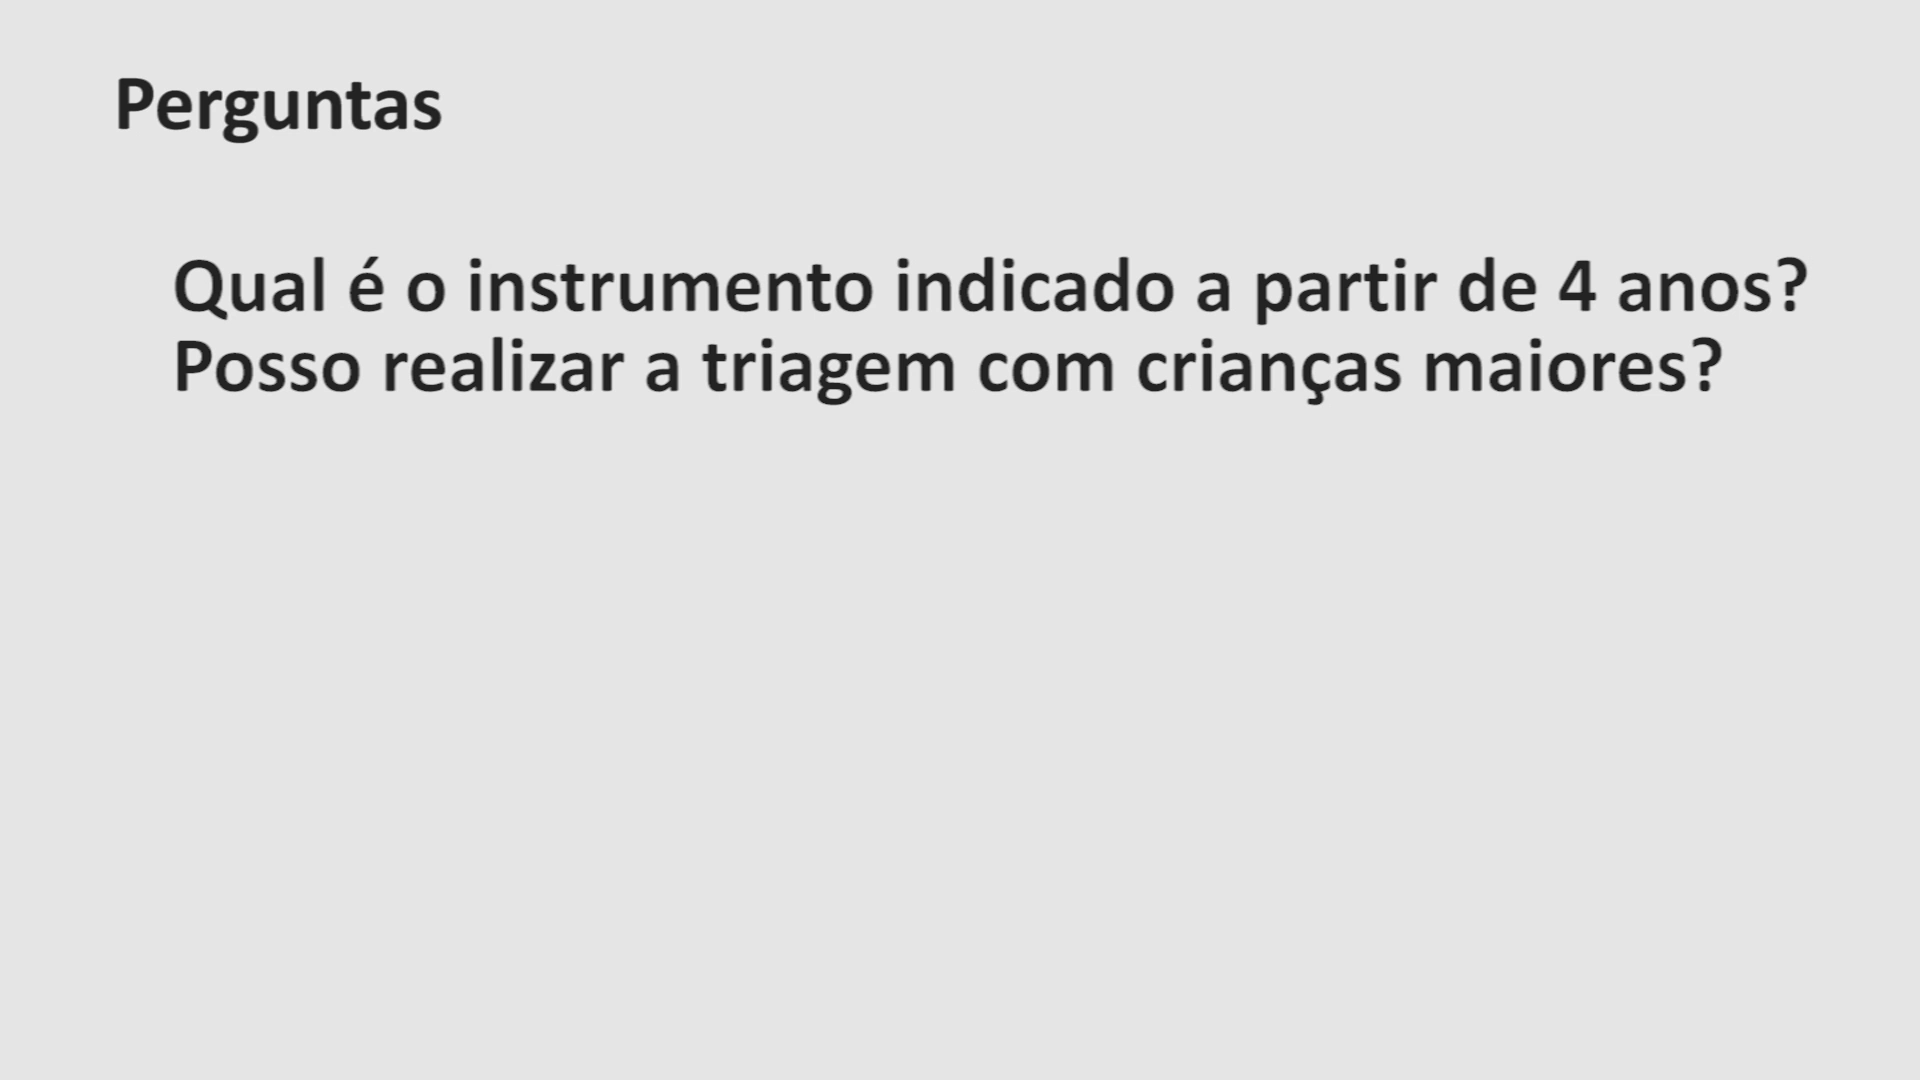 Perguntas
Qual é o instrumento indicado a partir de 4 anos?
Posso realizar a triagem com crianças maiores?